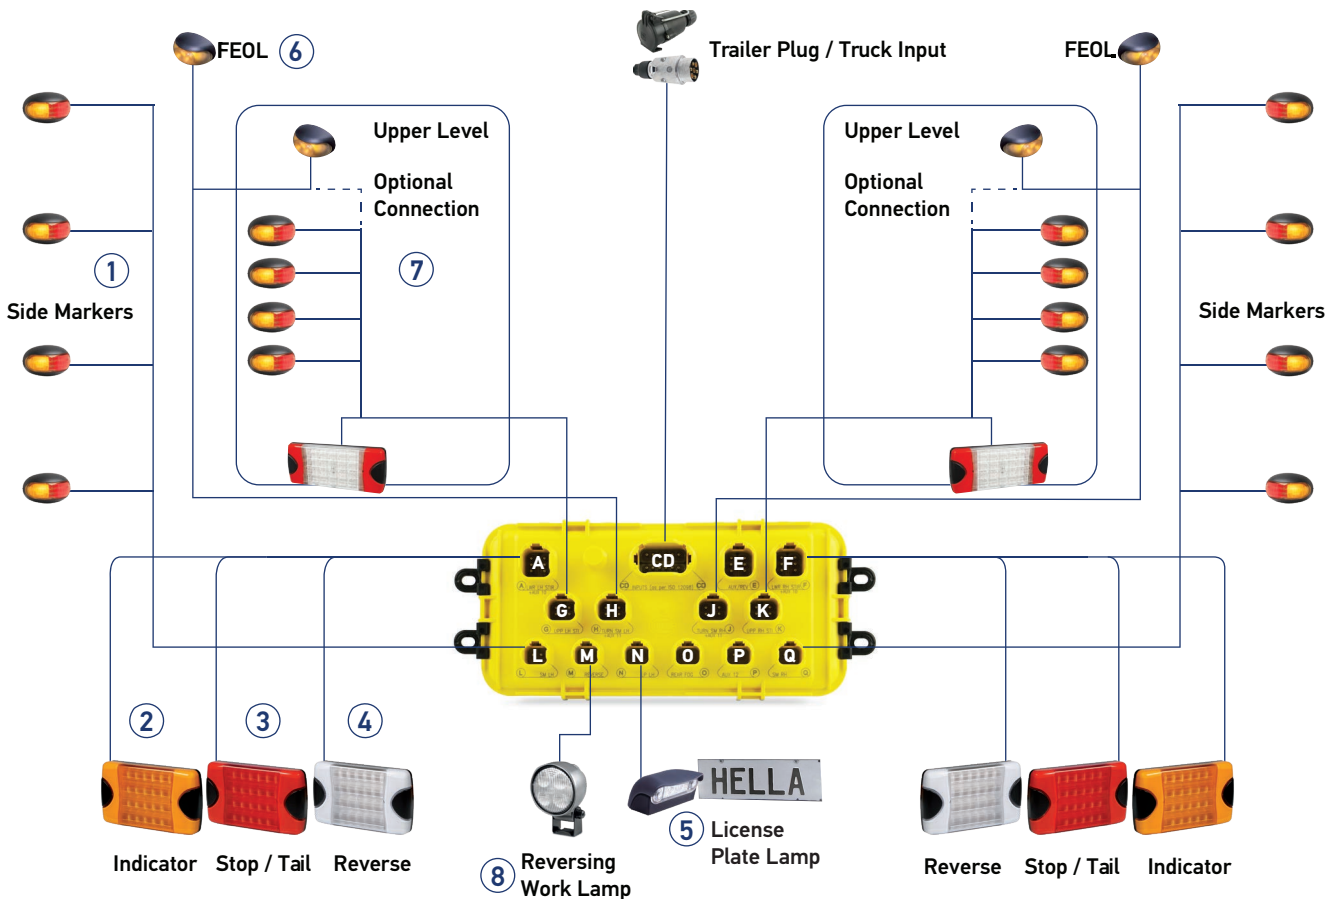 FEOL 6
Trailer Plug / Truck Input
FEOL
Upper Level
Upper Level
Optional
Connection
Optional
Connection
1
7
Side Markers
Side Markers
A
CD
E
F
G
H
J
K
L
M
N
O
P
Q
2
3
4
HELLA
5 License
Plate Lamp
Indicator
Stop / Tail
Reverse
8 Reversing
Work Lamp
Reverse
Stop / Tail
Indicator